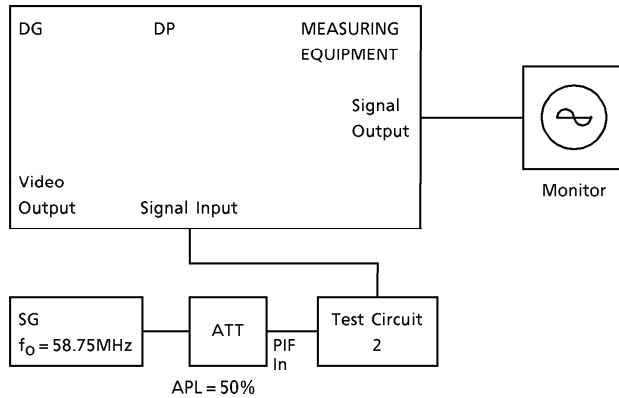 DG DP MEASURING
EQUIPMENT
Signal
Output
Monitor
Video
Output Signal Input
SG
fo = 58.75MHz
ATT
PIF
In
Test Circuit
2
APL = 50%